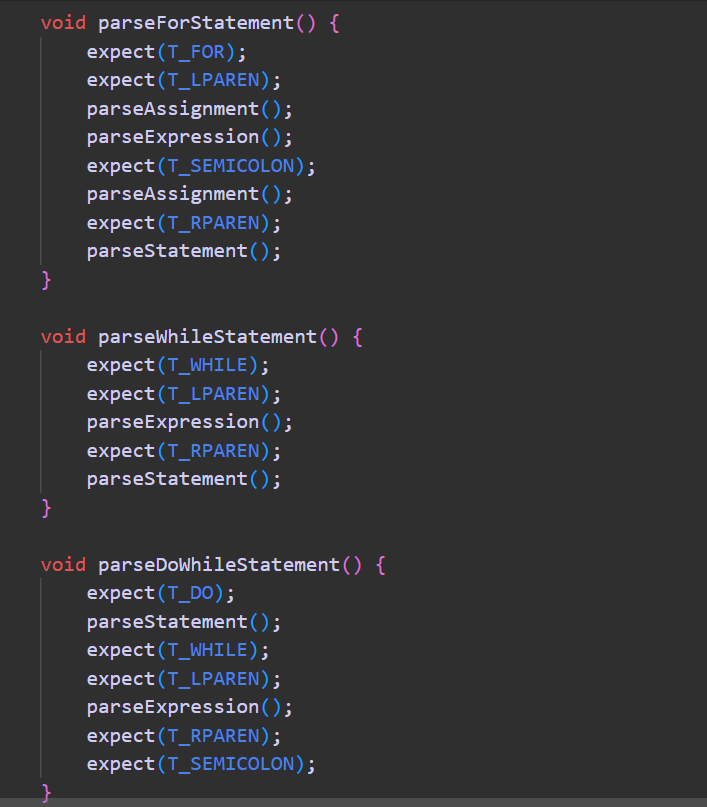 void parseForStatement() {
    expect(T_FOR);
    expect(T_LPAREN);
    parseAssignment();
    parseExpression();
    expect(T_SEMICOLON);
    parseAssignment();
    expect(T_RPAREN);
    parseStatement();
}

void parseWhileStatement() {
    expect(T_WHILE);
    expect(T_LPAREN);
    parseExpression();
    expect(T_RPAREN);
    parseStatement();
}

void parseDoWhileStatement() {
    expect(T_DO);
    parseStatement();
    expect(T_WHILE);
    expect(T_LPAREN);
    parseExpression();
    expect(T_RPAREN);
    expect(T_SEMICOLON);
}